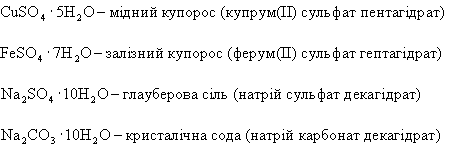 CuSO₄ · 5H₂O – мідний купорос (купрум(ІІ) сульфат пентагідрат)
FeSO₄ · 7H₂O – залізний купорос (ферум(ІІ) сульфат гептагідрат)
Na₂SO₄ · 10H₂O – глауберова сіль (натрій сульфат декагідрат)
Na₂CO₃ · 10H₂O – кристалічна сода (натрій карбонат декагідрат)